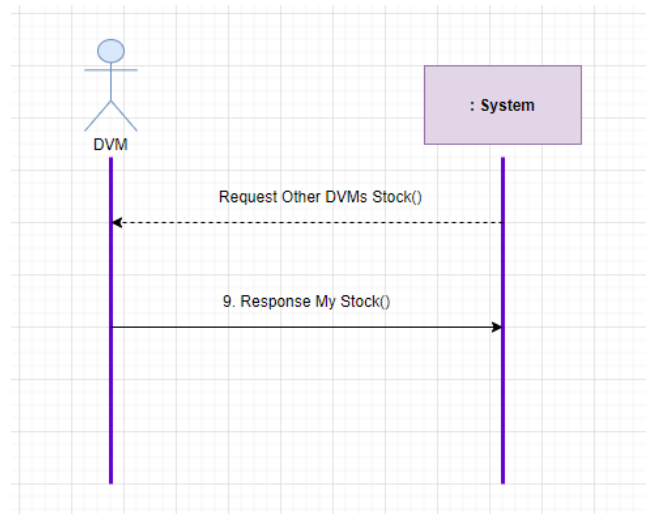 DVM
: System
Request Other DVMs Stock()
9. Response My Stock()